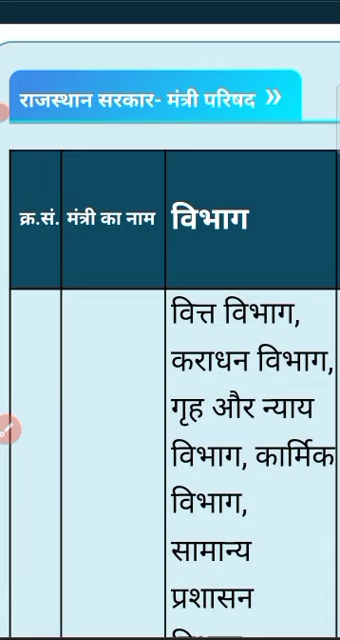 राजस्थान सरकार- मंत्री परिषद »
क्र.सं. मंत्री का नाम विभाग
वित्त विभाग,
कराधन विभाग,
गृह और न्याय
विभाग, कार्मिक
विभाग,
सामान्य
प्रशासन